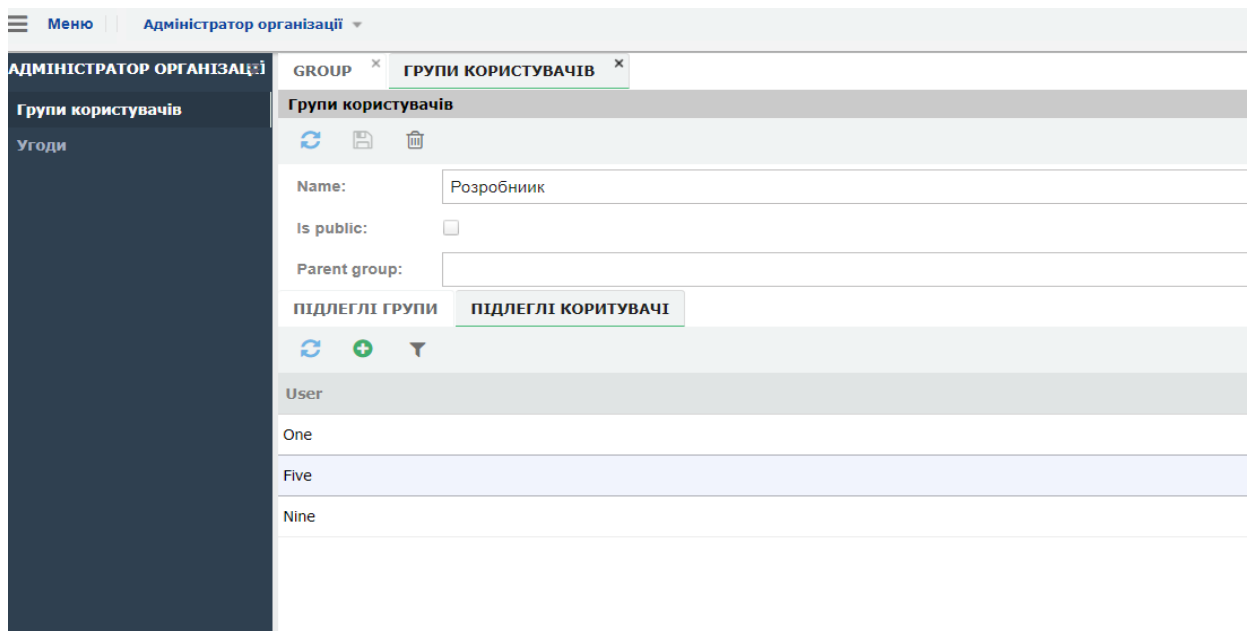 Меню Адміністратор організації
АДМІНІСТРАТОР ОРГАНІЗАЦІЇ
Групи користувачів
Угоди
GROUP ГРУПИ КОРИСТУВАЧІВ
Групи користувачів
Name: Розробниик
Is public:
Parent group:
ПІДЛЕГЛІ ГРУПИ ПІДЛЕГЛІ КОРИТУВАЧІ
User
One
Five
Nine